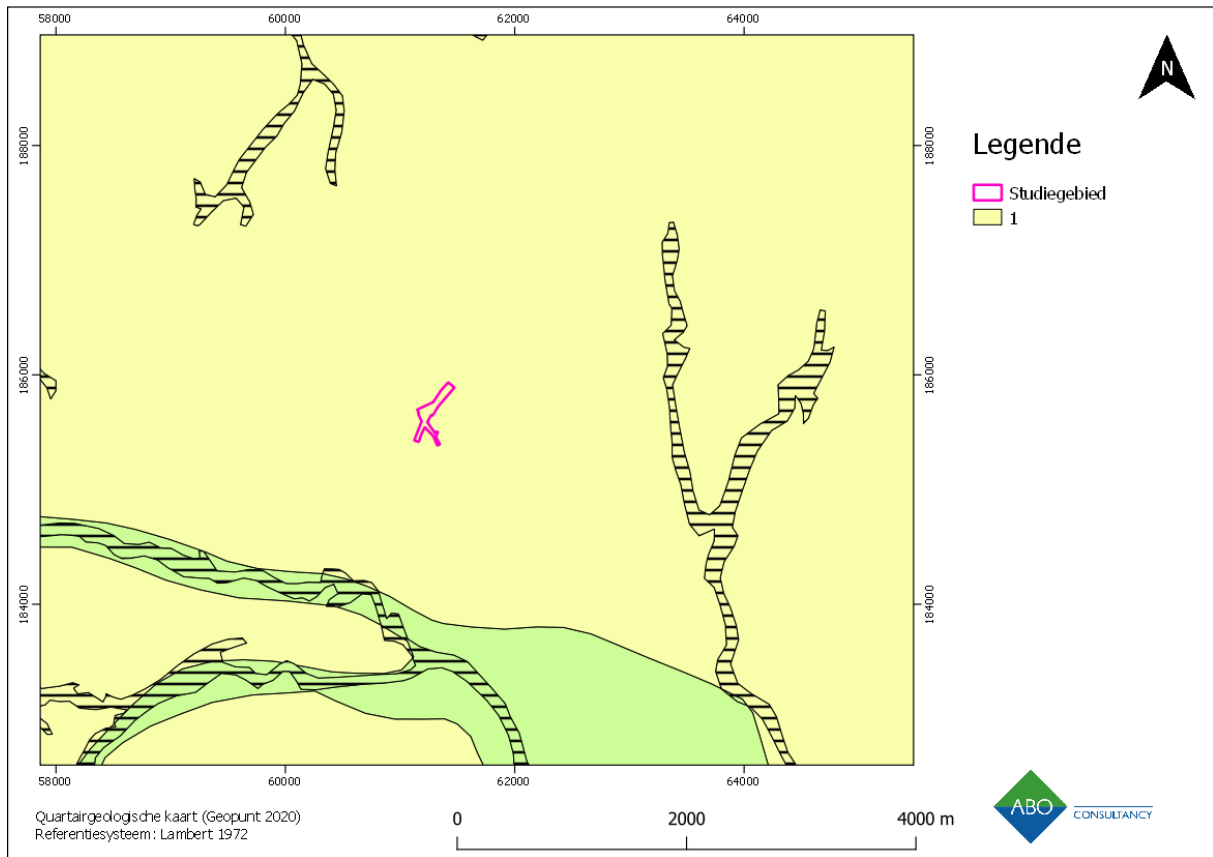 58000 60000 62000 64000
N
188000 188000
Legende
Studiegebied
1
186000 186000
184000 184000
58000 60000 62000 64000
Quartairgeologische kaart (Geopunt 2020)
Referentiesysteem: Lambert 1972
0 2000 4000 m
ABO
CONSULTANCY